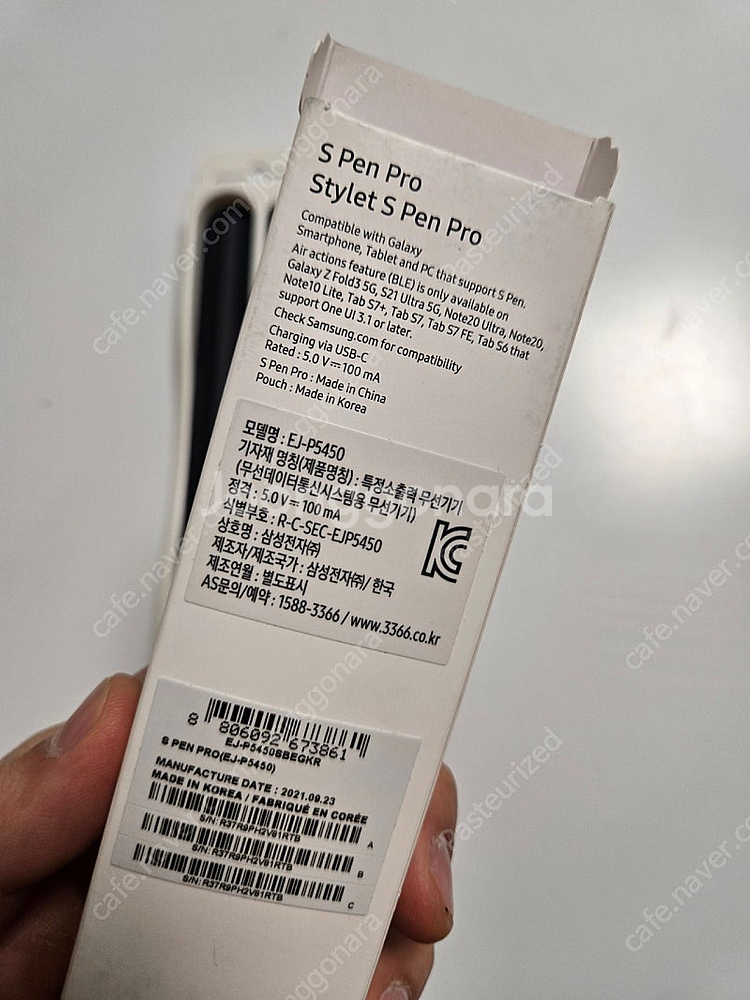 S Pen Pro
Stylet S Pen Pro
Compatible with Galaxy
Smartphone, Tablet and PC that support S Pen.
Air actions feature (BLE) is only available on
Galaxy Z Fold3 5G, S21 Ultra 5G, Note20 Ultra, Note20,
Note10 Lite, Tab S7+, Tab S7, Tab S7 FE, Tab S6 that
support One UI 3.1 or later.
Check Samsung.com for compatibility
Charging via USB-C
Rated : 5.0 V⎓100 mA
S Pen Pro : Made in China
Pouch : Made in Korea
모델명 : EJ-P5450
기자재 명칭(제품명칭) : 특정소출력 무선기기
(무선데이터통신시스템용 무선기기)
정격 : 5.0 V⎓100 mA
식별부호 : R-C-SEC-EJP5450
상호명 : 삼성전자㈜
제조자/제조국가 : 삼성전자㈜/ 한국
제조연월 : 별도표시
AS문의/예약 : 1588-3366 / www.3366.co.kr
8 806092 673861
EJ-P5450SBEGKR
S PEN PRO(EJ-P5450)
MANUFACTURE DATE : 2021.09.23
MADE IN KOREA / FABRIQUÉ EN CORÉE
S/N: R37R9PH2V81RTB A
S/N: R37R9PH2V81RTB B
S/N: R37R9PH2V81RTB C
Joonggonara
cafe.naver.com/joonggonara
Pasteurized